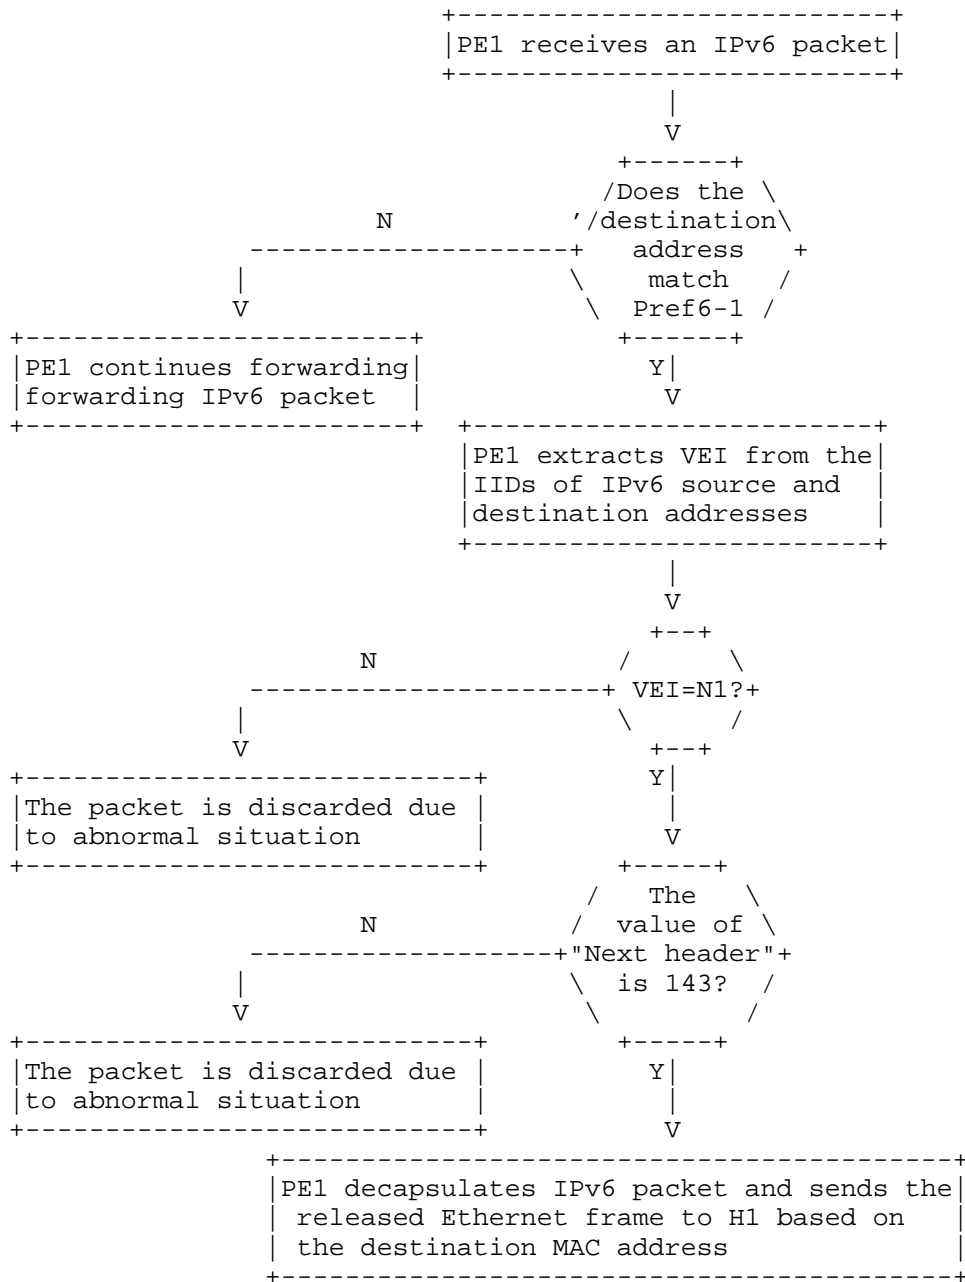 PE1 receives an IPv6 packet
V
Does the
destination
address
match
Pref6-1
N
V
PE1 continues forwarding
forwarding IPv6 packet
Y
V
PE1 extracts VEI from the
IIDs of IPv6 source and
destination addresses
V
VEI=N1?
N
V
The packet is discarded due
to abnormal situation
Y
V
The
value of
"Next header"
is 143?
N
V
The packet is discarded due
to abnormal situation
Y
V
PE1 decapsulates IPv6 packet and sends the
released Ethernet frame to H1 based on
the destination MAC address